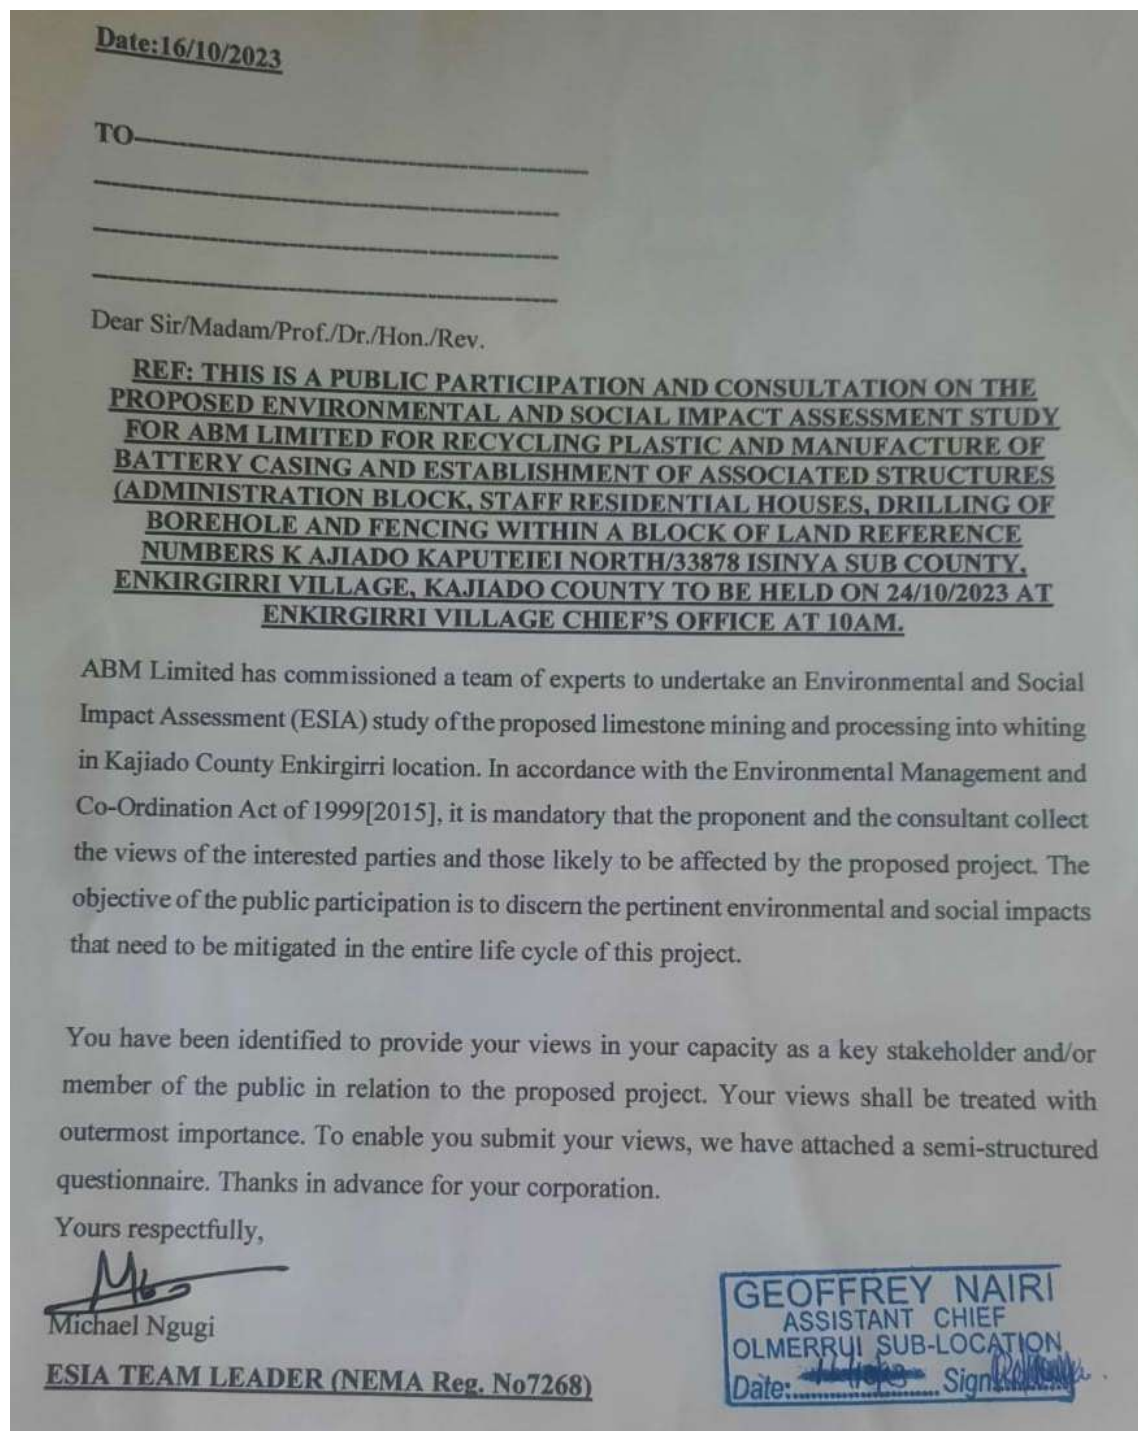 Date:16/10/2023
TO
Dear Sir/Madam/Prof./Dr./Hon./Rev.
REF: THIS IS A PUBLIC PARTICIPATION AND CONSULTATION ON THE
PROPOSED ENVIRONMENTAL AND SOCIAL IMPACT ASSESSMENT STUDY
FOR ABM LIMITED FOR RECYCLING PLASTIC AND MANUFACTURE OF
BATTERY CASING AND ESTABLISHMENT OF ASSOCIATED STRUCTURES
(ADMINISTRATION BLOCK, STAFF RESIDENTIAL HOUSES, DRILLING OF
BOREHOLE AND FENCING WITHIN A BLOCK OF LAND REFERENCE
NUMBERS K AJIADO KAPUTEIEI NORTH/33878 ISINYA SUB COUNTY,
ENKIRGIRRI VILLAGE, KAJIADO COUNTY TO BE HELD ON 24/10/2023 AT
ENKIRGIRRI VILLAGE CHIEF'S OFFICE AT 10AM.
ABM Limited has commissioned a team of experts to undertake an Environmental and Social
Impact Assessment (ESIA) study of the proposed limestone mining and processing into whiting
in Kajiado County Enkirgirri location. In accordance with the Environmental Management and
Co-Ordination Act of 1999[2015], it is mandatory that the proponent and the consultant collect
the views of the interested parties and those likely to be affected by the proposed project. The
objective of the public participation is to discern the pertinent environmental and social impacts
that need to be mitigated in the entire life cycle of this project.
You have been identified to provide your views in your capacity as a key stakeholder and/or
member of the public in relation to the proposed project. Your views shall be treated with
outermost importance. To enable you submit your views, we have attached a semi-structured
questionnaire. Thanks in advance for your corporation.
Yours respectfully,
Michael Ngugi
ESIA TEAM LEADER (NEMA Reg. No7268)
GEOFFREY NAIRI
ASSISTANT CHIEF
OLMERRUI SUB-LOCATION
Date:.................... Sign